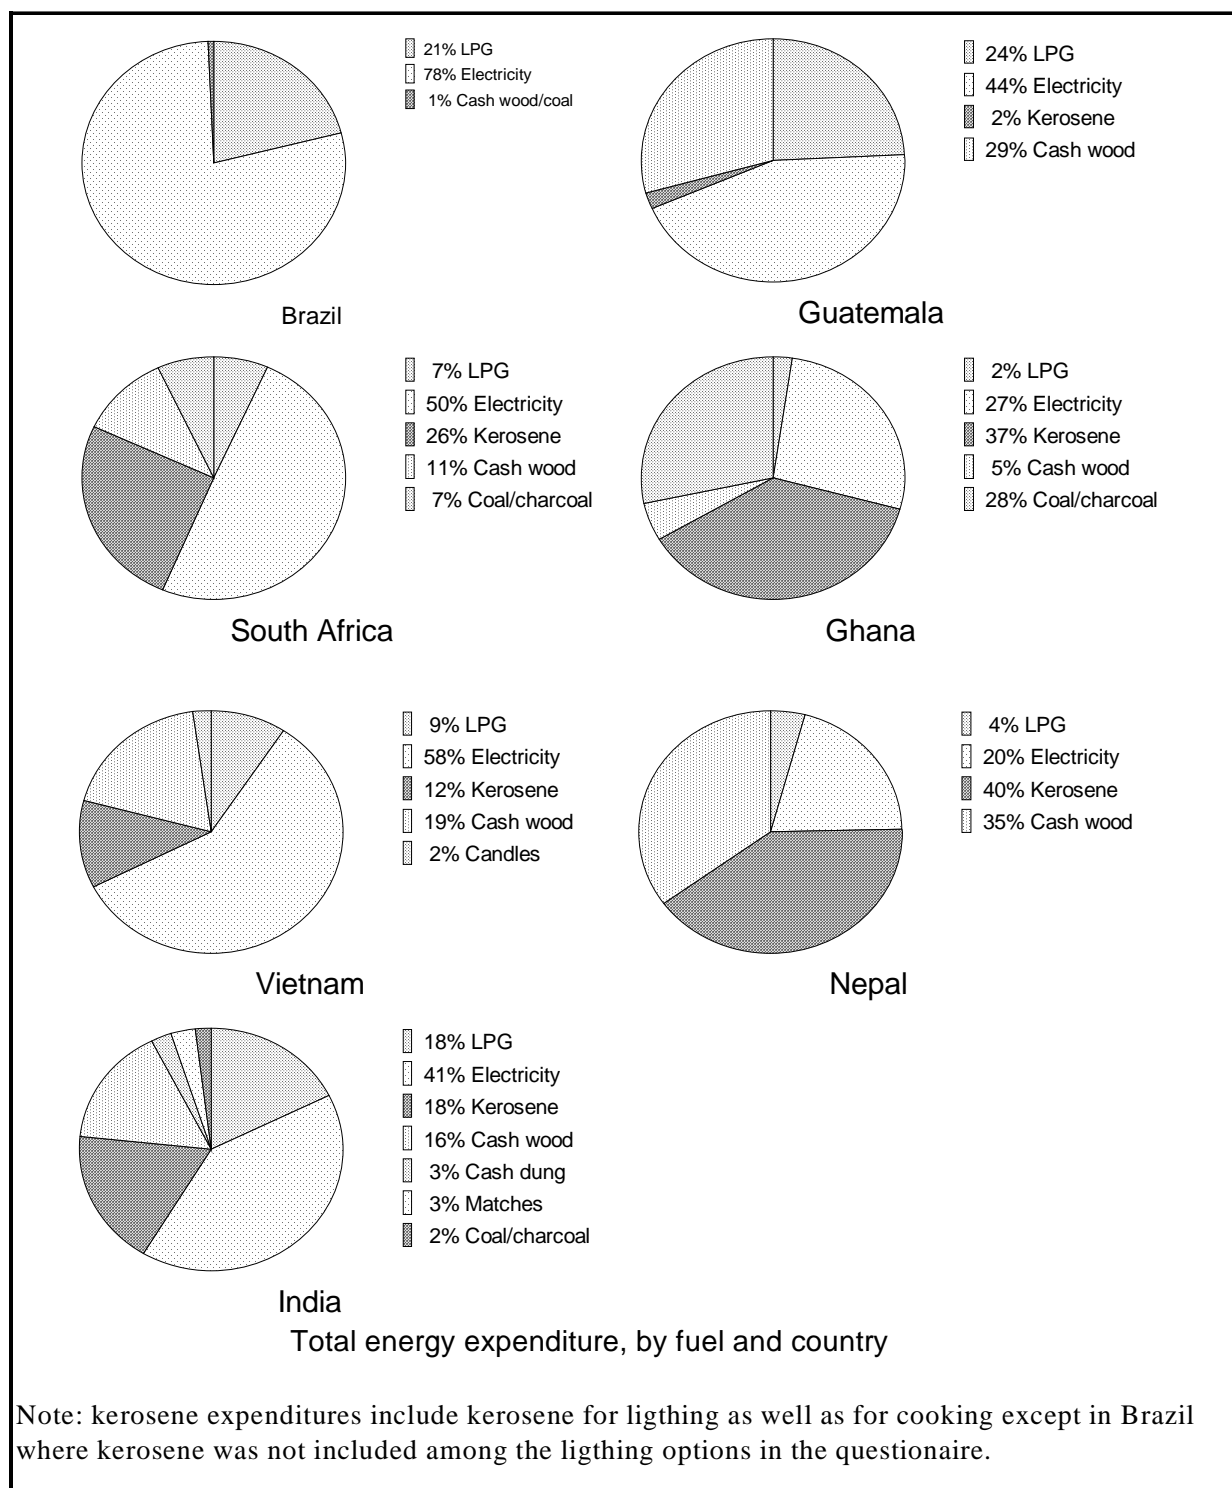 21% LPG
78% Electricity
1% Cash wood/coal
Brazil
24% LPG
44% Electricity
2% Kerosene
29% Cash wood
Guatemala
7% LPG
50% Electricity
26% Kerosene
11% Cash wood
7% Coal/charcoal
South Africa
2% LPG
27% Electricity
37% Kerosene
5% Cash wood
28% Coal/charcoal
Ghana
9% LPG
58% Electricity
12% Kerosene
19% Cash wood
2% Candles
Vietnam
4% LPG
20% Electricity
40% Kerosene
35% Cash wood
Nepal
18% LPG
41% Electricity
18% Kerosene
16% Cash wood
3% Cash dung
3% Matches
2% Coal/charcoal
India
Total energy expenditure, by fuel and country
Note: kerosene expenditures include kerosene for ligthing as well as for cooking except in Brazil
where kerosene was not included among the ligthing options in the questionaire.